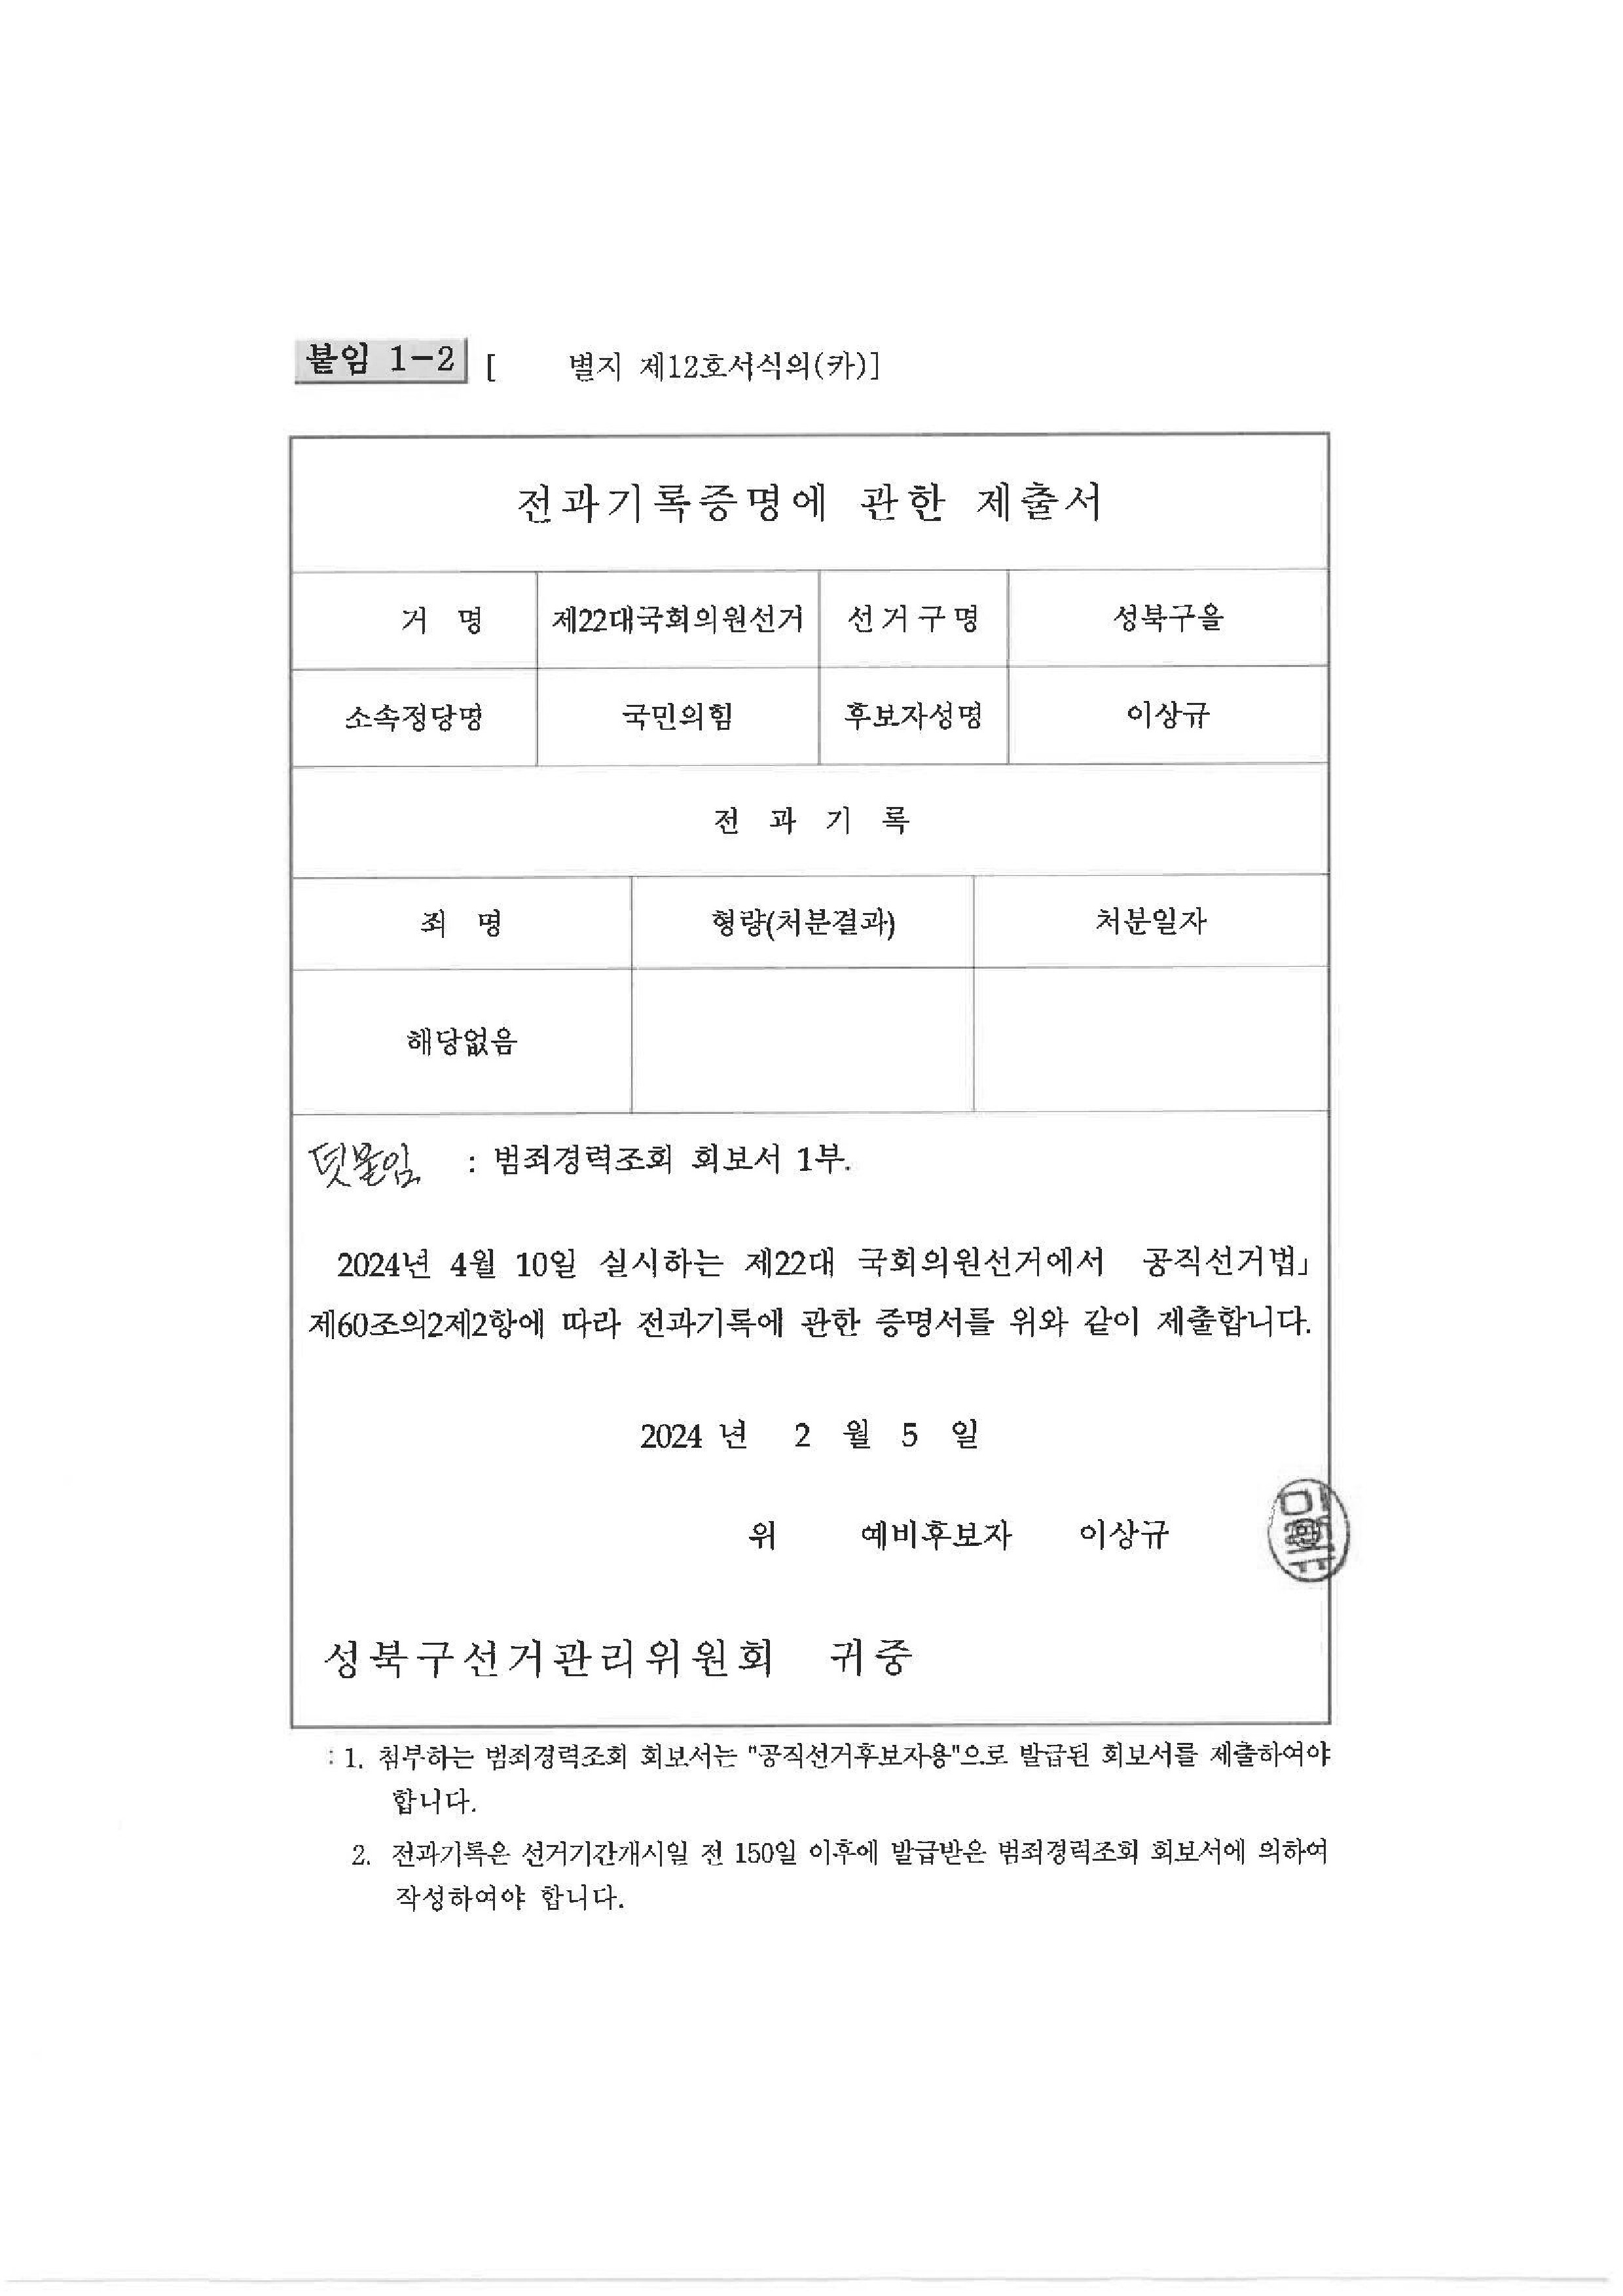 붙임 1-2 [ 별지 제12호서식의(카)]
전과기록증명에 관한 제출서
거 명 제22대국회의원선거 선거구명 성북구을
소속정당명 국민의힘 후보자성명 이상규
전 과 기 록
죄 명 형량(처분결과) 처분일자
해당없음
덧붙임 : 범죄경력조회 회보서 1부.
2024년 4월 10일 실시하는 제22대 국회의원선거에서 공직선거법」
제60조의2제2항에 따라 전과기록에 관한 증명서를 위와 같이 제출합니다.
2024 년 2 월 5 일
위 예비후보자 이상규
성북구선거관리위원회 귀중
: 1. 첨부하는 범죄경력조회 회보서는 "공직선거후보자용"으로 발급된 회보서를 제출하여야
합니다.
2. 전과기록은 선거기간개시일 전 150일 이후에 발급받은 범죄경력조회 회보서에 의하여
작성하여야 합니다.